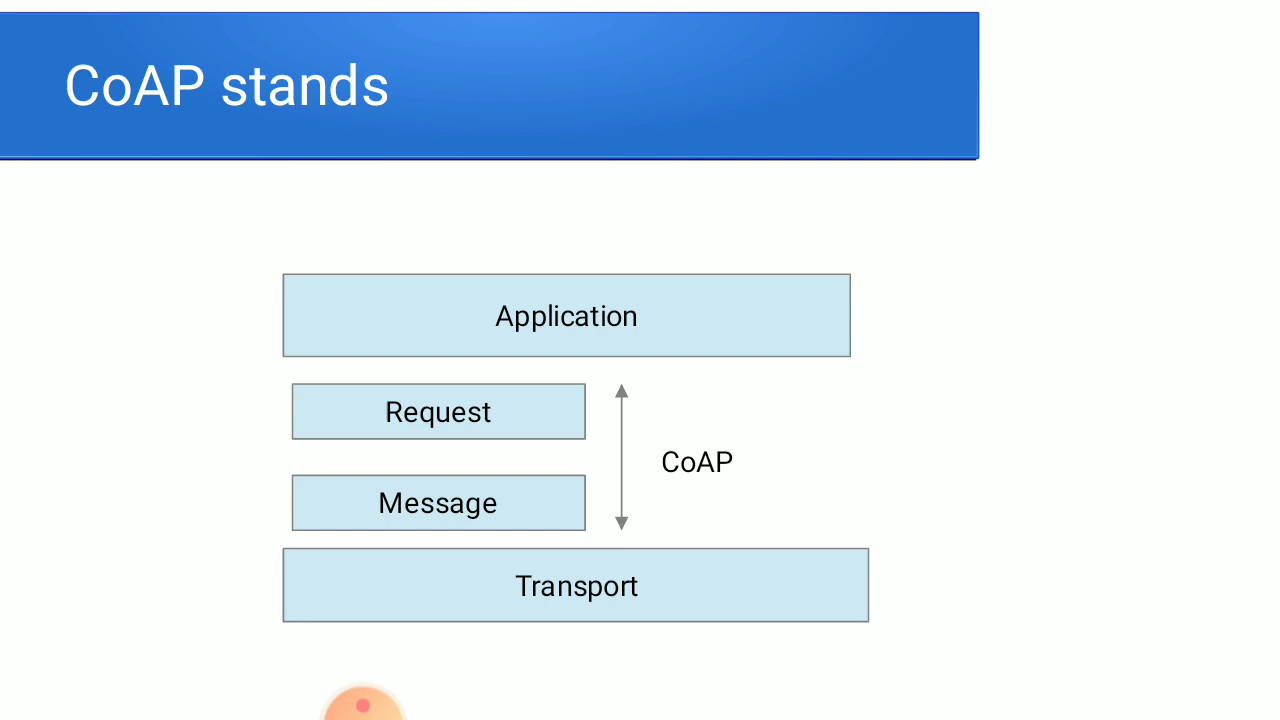 CoAP stands
Application
Request
CoAP
Message
Transport